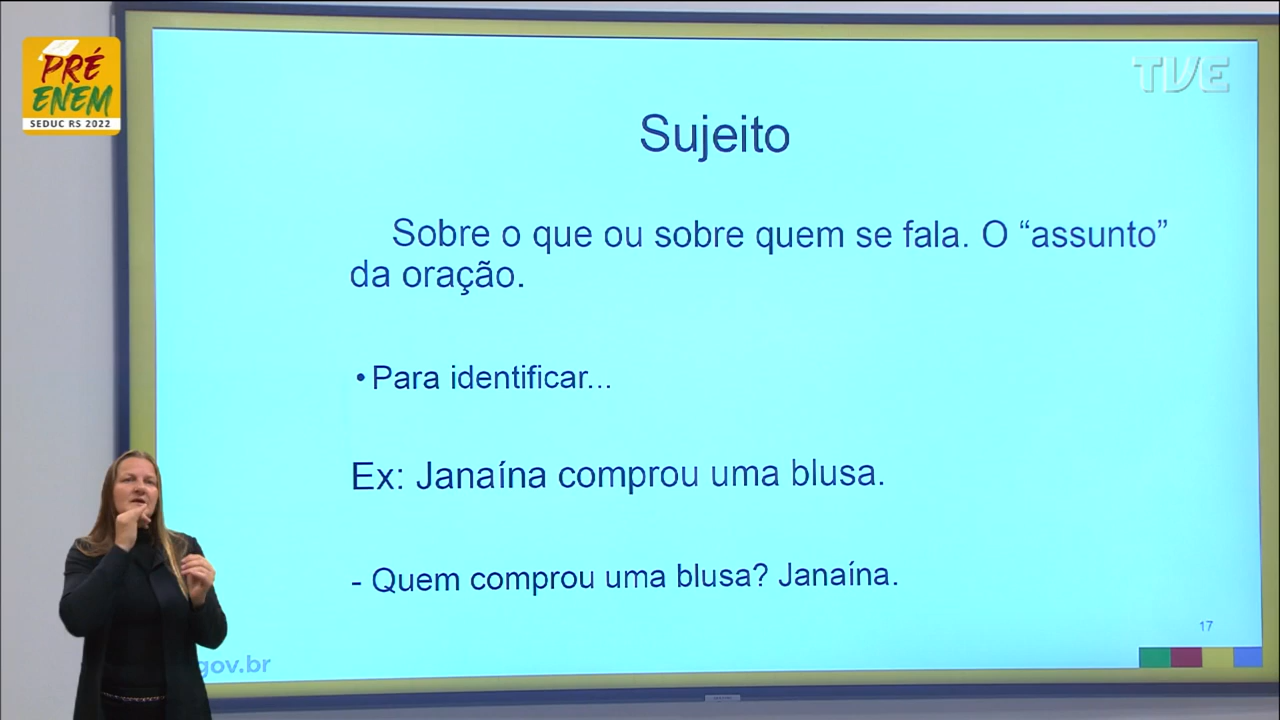 PRÉ
ENEM
SEDUC RS 2022
TVE
Sujeito
Sobre o que ou sobre quem se fala. O “assunto”
da oração.
•Para identificar...
Ex: Janaína comprou uma blusa.
- Quem comprou uma blusa? Janaína.
17
gov.br